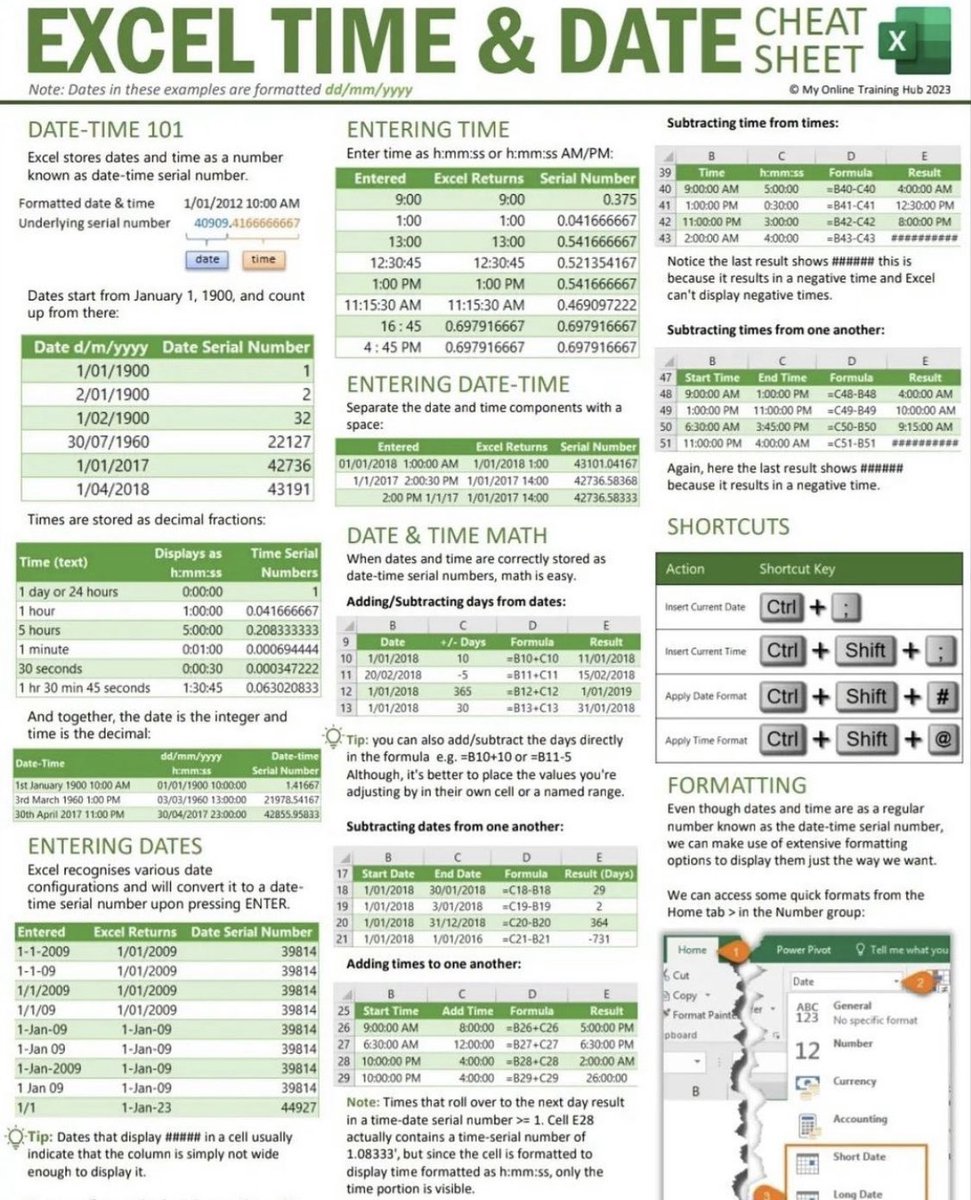 EXCEL TIME & DATE CHEAT SHEET
Note: Dates in these examples are formatted dd/mm/yyyy
© My Online Training Hub 2023
DATE-TIME 101
Excel stores dates and time as a number
known as date-time serial number.
Formatted date & time 1/01/2012 10:00 AM
Underlying serial number 40909.4166666667
date time
Dates start from January 1, 1900, and count
up from there:
Date d/m/yyyy Date Serial Number
1/01/1900 1
2/01/1900 2
1/02/1900 32
30/07/1960 22127
1/01/2017 42736
1/04/2018 43191
Times are stored as decimal fractions:
Time (text) Displays as h:mm:ss Time Serial Numbers
1 day or 24 hours 0:00:00 1
1 hour 1:00:00 0.041666667
5 hours 5:00:00 0.208333333
1 minute 0:01:00 0.000694444
30 seconds 0:00:30 0.000347222
1 hr 30 min 45 seconds 1:30:45 0.063020833
And together, the date is the integer and
time is the decimal:
Date-Time dd/mm/yyyy h:mm:ss Date-time Serial Number
1st January 1900 10:00 AM 01/01/1900 10:00:00 1.41667
3rd March 1960 1:00 PM 03/03/1960 13:00:00 21978.54167
30th April 2017 11:00 PM 30/04/2017 23:00:00 42855.95833
ENTERING DATES
Excel recognises various date
configurations and will convert it to a date-
time serial number upon pressing ENTER.
Entered Excel Returns Date Serial Number
1-1-2009 1/01/2009 39814
1-1-09 1/01/2009 39814
1/1/2009 1/01/2009 39814
1/1/09 1/01/2009 39814
1-Jan-09 1-Jan-09 39814
1-Jan 09 1-Jan-09 39814
1-Jan-2009 1-Jan-09 39814
1 Jan 09 1-Jan-09 39814
1/1 1-Jan-23 44927
Tip: Dates that display ##### in a cell usually
indicate that the column is simply not wide
enough to display it.
ENTERING TIME
Enter time as h:mm:ss or h:mm:ss AM/PM:
Entered Excel Returns Serial Number
9:00 9:00 0.375
1:00 1:00 0.041666667
13:00 13:00 0.541666667
12:30:45 12:30:45 0.521354167
1:00 PM 1:00 PM 0.541666667
11:15:30 AM 11:15:30 AM 0.469097222
16 : 45 0.697916667 0.697916667
4 : 45 PM 0.697916667 0.697916667
ENTERING DATE-TIME
Separate the date and time components with a
space:
Entered Excel Returns Serial Number
01/01/2018 1:00:00 AM 1/01/2018 1:00 43101.04167
1/1/2017 2:00:30 PM 1/01/2017 14:00 42736.58368
2:00 PM 1/1/17 1/01/2017 14:00 42736.58333
DATE & TIME MATH
When dates and time are correctly stored as
date-time serial numbers, math is easy.
Adding/Subtracting days from dates:
B C D E
9 Date +/- Days Formula Result
10 1/01/2018 10 =B10+C10 11/01/2018
11 20/02/2018 -5 =B11+C11 15/02/2018
12 1/01/2018 365 =B12+C12 1/01/2019
13 1/01/2018 30 =B13+C13 31/01/2018
Tip: you can also add/subtract the days directly
in the formula e.g. =B10+10 or =B11-5
Although, it's better to place the values you're
adjusting by in their own cell or a named range.
Subtracting dates from one another:
B C D E
17 Start Date End Date Formula Result (Days)
18 1/01/2018 30/01/2018 =C18-B18 29
19 1/01/2018 3/01/2018 =C19-B19 2
20 1/01/2018 31/12/2018 =C20-B20 364
21 1/01/2018 1/01/2016 =C21-B21 -731
Adding times to one another:
B C D E
25 Start Time Add Time Formula Result
26 9:00:00 AM 8:00:00 =B26+C26 5:00:00 PM
27 6:30:00 AM 12:00:00 =B27+C27 6:30:00 PM
28 10:00:00 PM 4:00:00 =B28+C28 2:00:00 AM
29 10:00:00 PM 4:00:00 =B29+C29 26:00:00
Note: Times that roll over to the next day result
in a time-date serial number >= 1. Cell E28
actually contains a time-serial number of
1.08333', but since the cell is formatted to
display time formatted as h:mm:ss, only the
time portion is visible.
Subtracting time from times:
B C D E
39 Time h:mm:ss Formula Result
40 9:00:00 AM 5:00:00 =B40-C40 4:00:00 AM
41 1:00:00 PM 0:30:00 =B41-C41 12:30:00 PM
42 11:00:00 PM 3:00:00 =B42-C42 8:00:00 PM
43 2:00:00 AM 4:00:00 =B43-C43 ##########
Notice the last result shows ###### this is
because it results in a negative time and Excel
can't display negative times.
Subtracting times from one another:
B C D E
47 Start Time End Time Formula Result
48 9:00:00 AM 1:00:00 PM =C48-B48 4:00:00 AM
49 1:00:00 PM 11:00:00 PM =C49-B49 10:00:00 AM
50 6:30:00 AM 3:45:00 PM =C50-B50 9:15:00 AM
51 11:00:00 PM 4:00:00 AM =C51-B51 ##########
Again, here the last result shows ######
because it results in a negative time.
SHORTCUTS
Action Shortcut Key
Insert Current Date Ctrl + ;
Insert Current Time Ctrl + Shift + ;
Apply Date Format Ctrl + Shift + #
Apply Time Format Ctrl + Shift + @
FORMATTING
Even though dates and time are as a regular
number known as the date-time serial number,
we can make use of extensive formatting
options to display them just the way we want.
We can access some quick formats from the
Home tab > in the Number group:
Home 1 Power Pivot Tell me what you
Cut
Copy
Format Painte
pboard
B
Date 2
ABC 123 General
No specific format
12 Number
Currency
Accounting
Short Date
3 Long Date